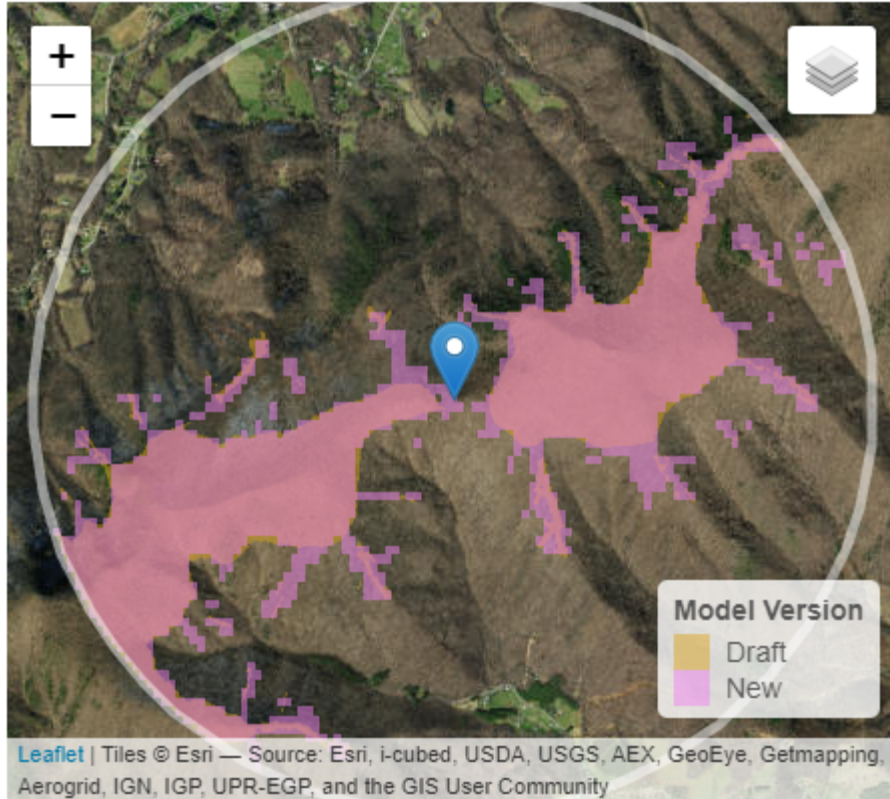 +
−
Model Version
Draft
New
Leaflet | Tiles © Esri — Source: Esri, i-cubed, USDA, USGS, AEX, GeoEye, Getmapping,
Aerogrid, IGN, IGP, UPR-EGP, and the GIS User Community